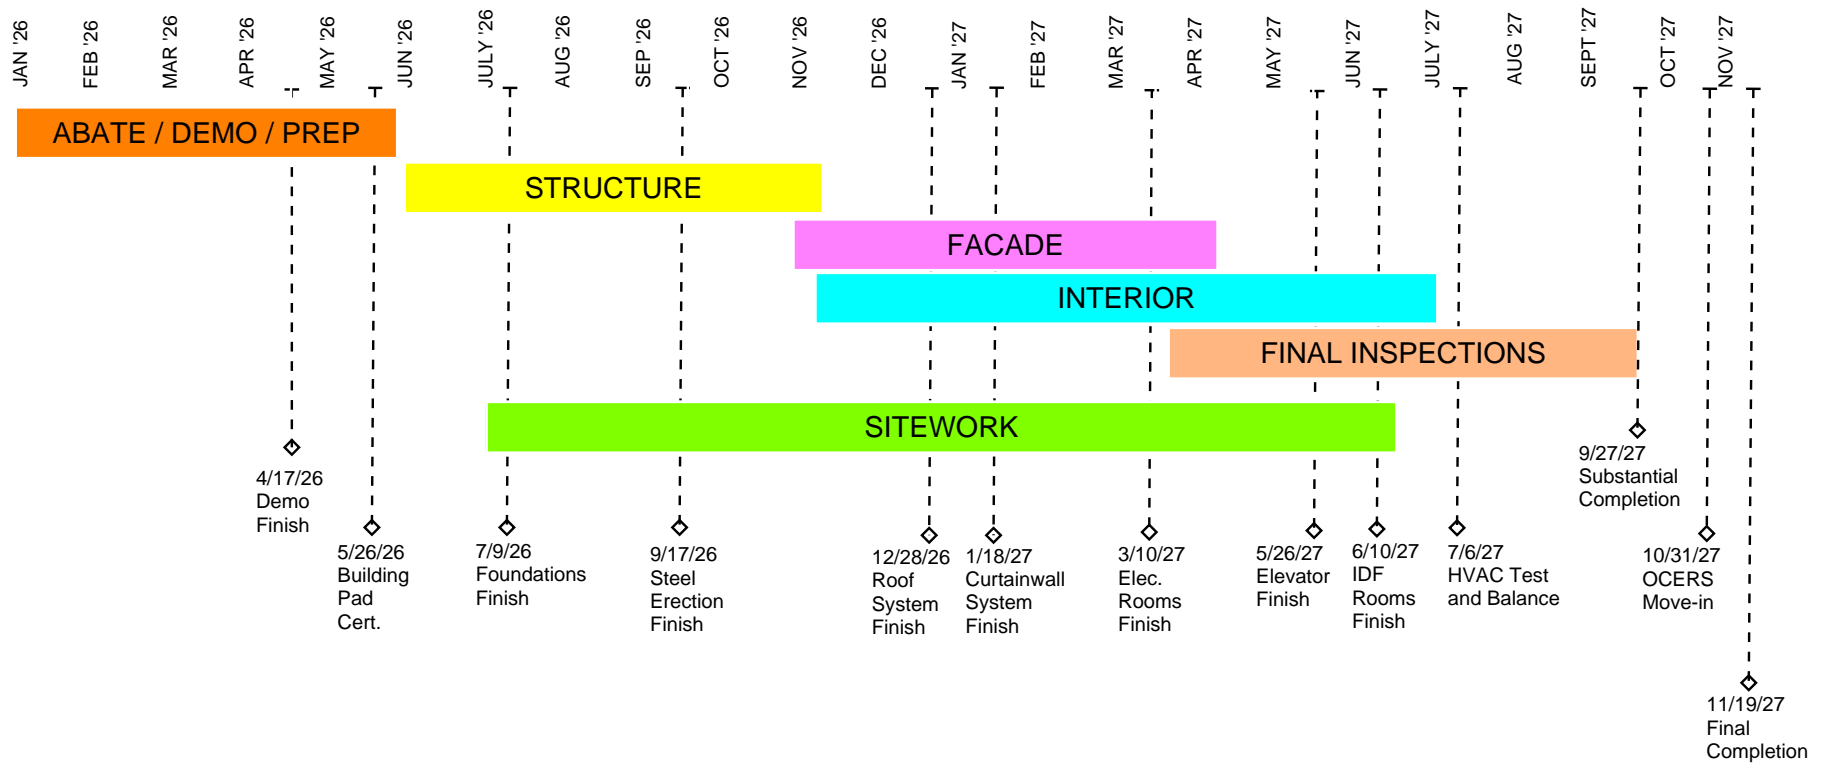 JAN '26
FEB '26
MAR '26
APR '26
MAY '26
JUN '26
JULY '26
AUG '26
SEP '26
OCT '26
NOV '26
DEC '26
JAN '27
FEB '27
MAR '27
APR '27
MAY '27
JUN '27
JULY '27
AUG '27
SEPT '27
OCT '27
NOV '27
ABATE / DEMO / PREP
STRUCTURE
FACADE
INTERIOR
FINAL INSPECTIONS
SITEWORK
4/17/26
Demo
Finish
5/26/26
Building
Pad
Cert.
7/9/26
Foundations
Finish
9/17/26
Steel
Erection
Finish
12/28/26
Roof
System
Finish
1/18/27
Curtainwall
System
Finish
3/10/27
Elec.
Rooms
Finish
5/26/27
Elevator
Finish
6/10/27
IDF
Rooms
Finish
7/6/27
HVAC Test
and Balance
9/27/27
Substantial
Completion
10/31/27
OCERS
Move-in
11/19/27
Final
Completion